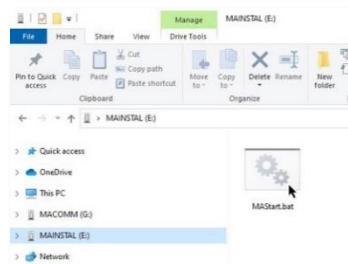 Manage
MAINSTAL (E:)
File
Home
Share
View
Drive Tools
Pin to Quick access
Copy
Paste
Cut
Copy path
Paste shortcut
Move to
Copy to
Delete
Rename
New folder
Clipboard
Organize
MAINSTAL (E:)
Quick access
OneDrive
This PC
MACOMM (G:)
MAINSTAL (E:)
Network
MAStart.bat